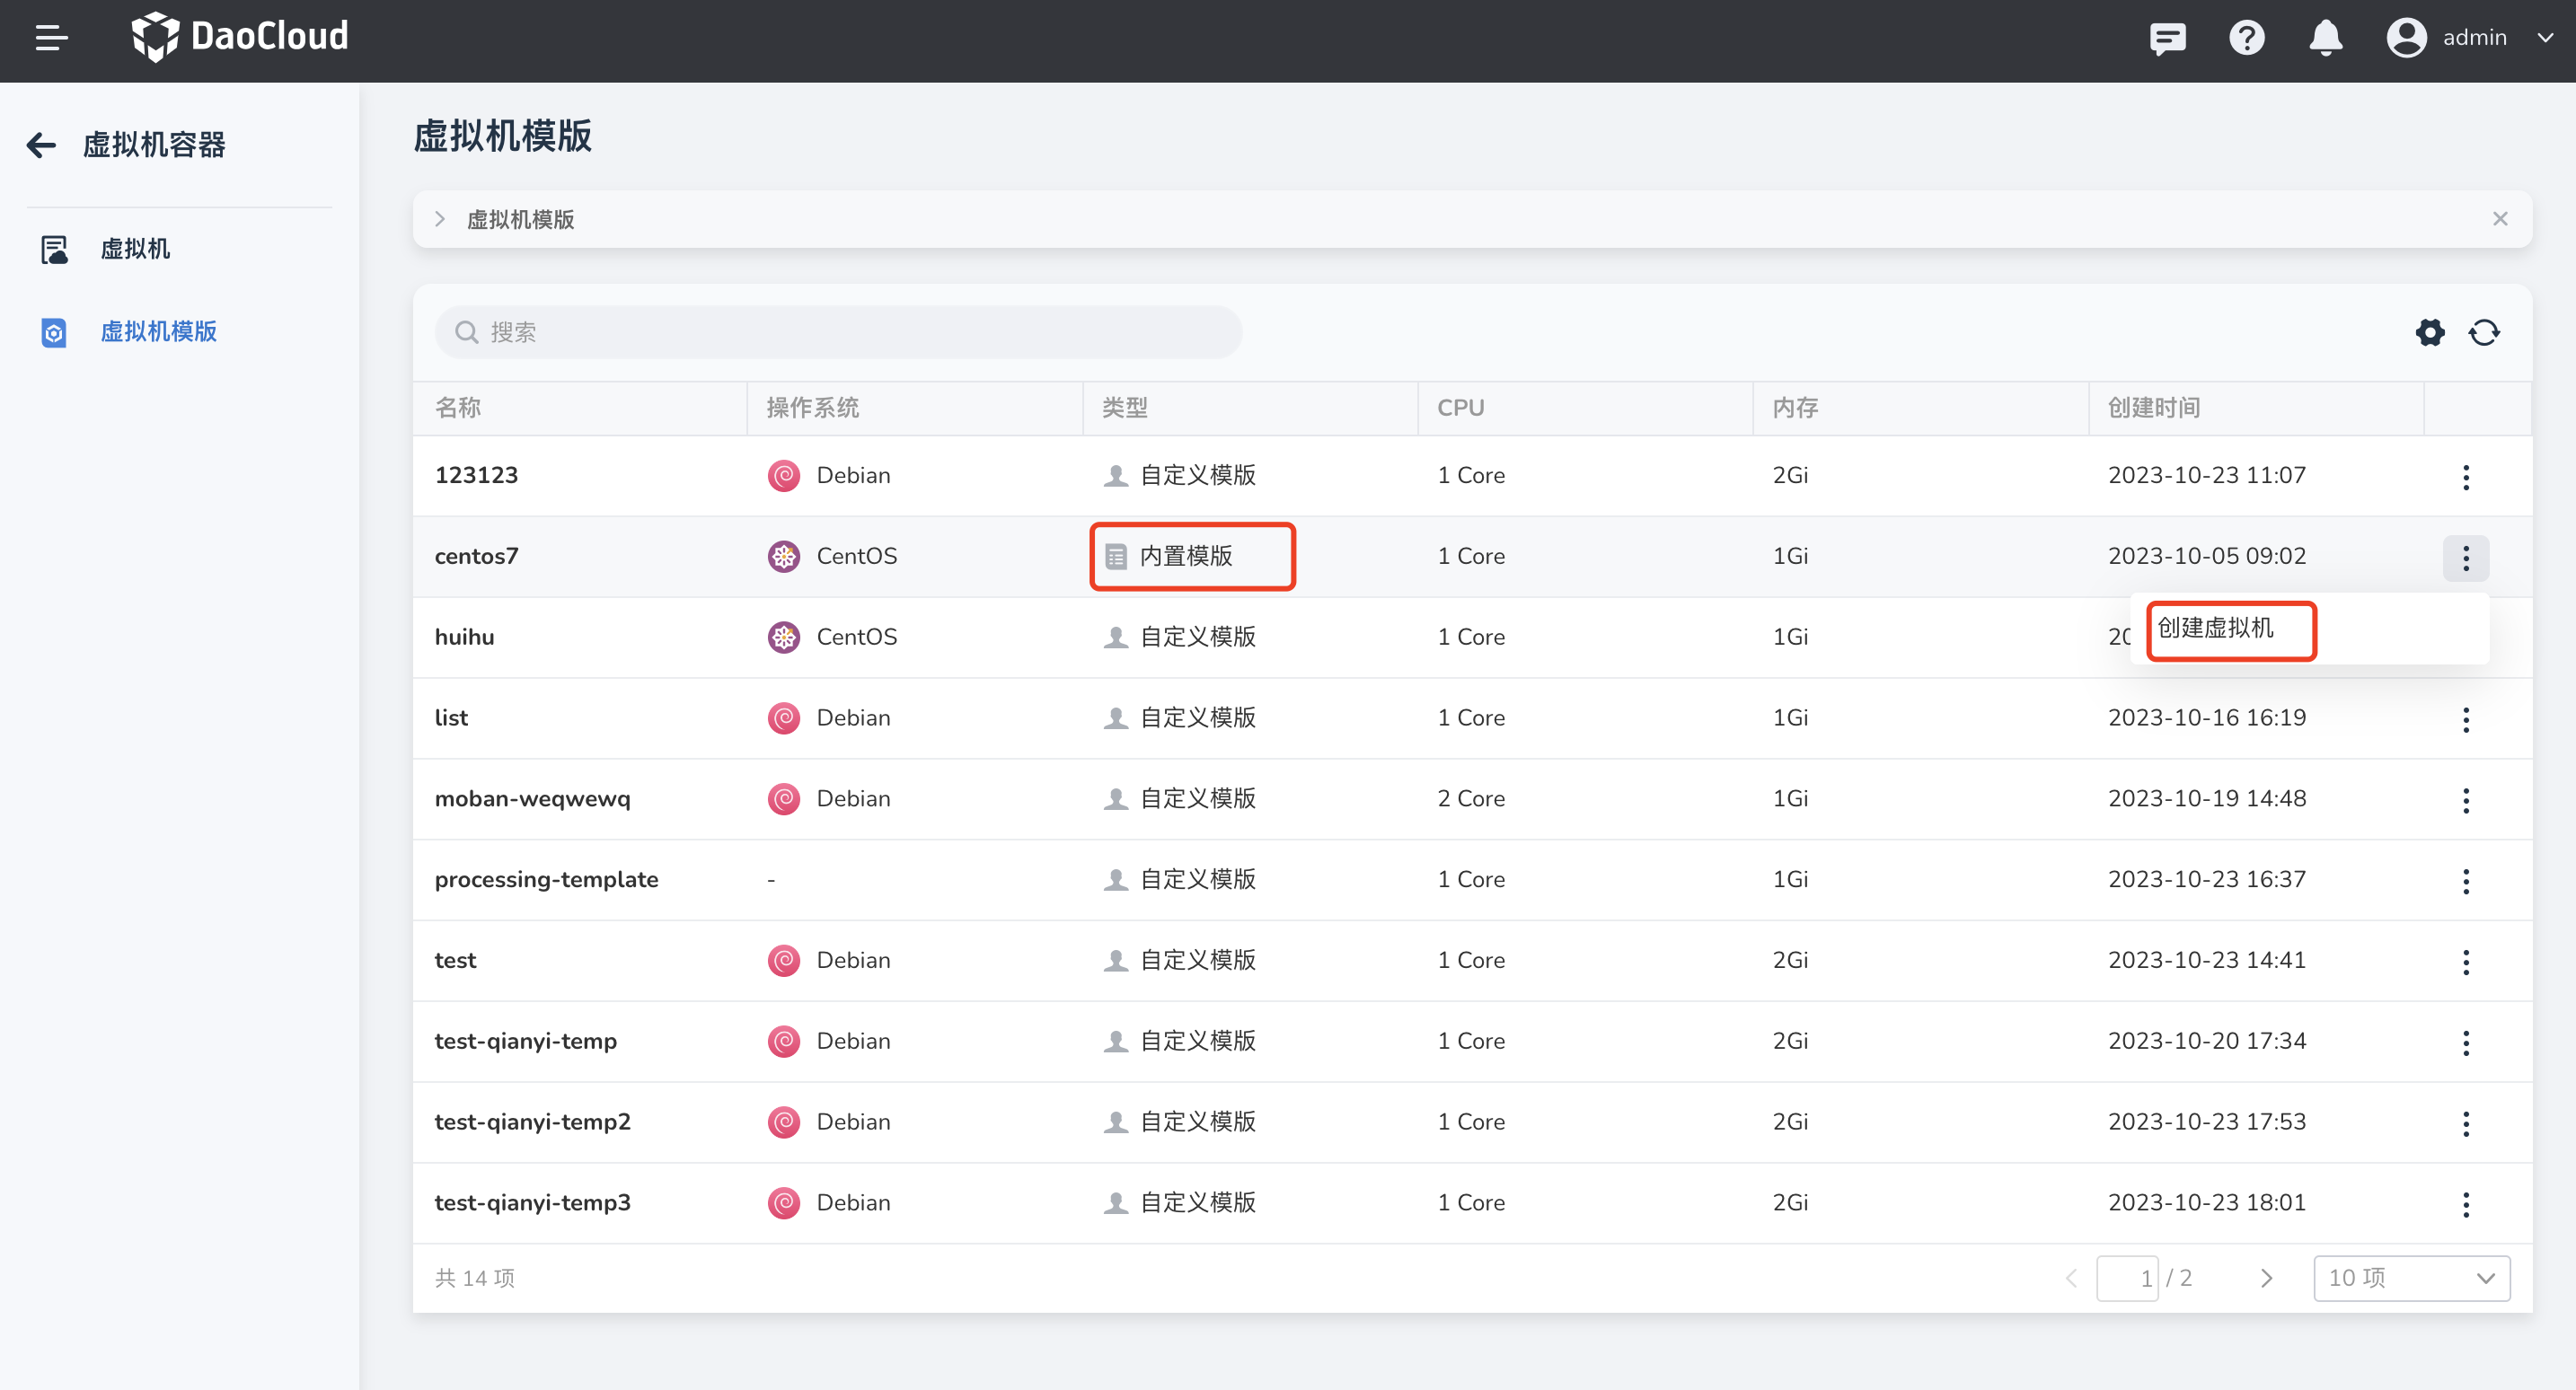 DaoCloud
admin
虚拟机容器
虚拟机
虚拟机模版
虚拟机模版
虚拟机模版
搜索
名称 操作系统 类型 CPU 内存 创建时间
123123 Debian 自定义模版 1 Core 2Gi 2023-10-23 11:07
centos7 CentOS 内置模版 1 Core 1Gi 2023-10-05 09:02
huihu CentOS 自定义模版 1 Core 1Gi 20
创建虚拟机
list Debian 自定义模版 1 Core 1Gi 2023-10-16 16:19
moban-weqwewq Debian 自定义模版 2 Core 1Gi 2023-10-19 14:48
processing-template - 自定义模版 1 Core 1Gi 2023-10-23 16:37
test Debian 自定义模版 1 Core 2Gi 2023-10-23 14:41
test-qianyi-temp Debian 自定义模版 1 Core 2Gi 2023-10-20 17:34
test-qianyi-temp2 Debian 自定义模版 1 Core 2Gi 2023-10-23 17:53
test-qianyi-temp3 Debian 自定义模版 1 Core 2Gi 2023-10-23 18:01
共 14 项 1 / 2 10 项